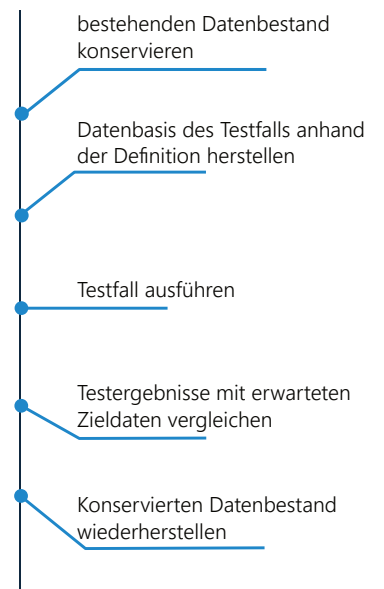 bestehenden Datenbestand
konservieren
Datenbasis des Testfalls anhand
der Definition herstellen
Testfall ausführen
Testergebnisse mit erwarteten
Zieldaten vergleichen
Konservierten Datenbestand
wiederherstellen